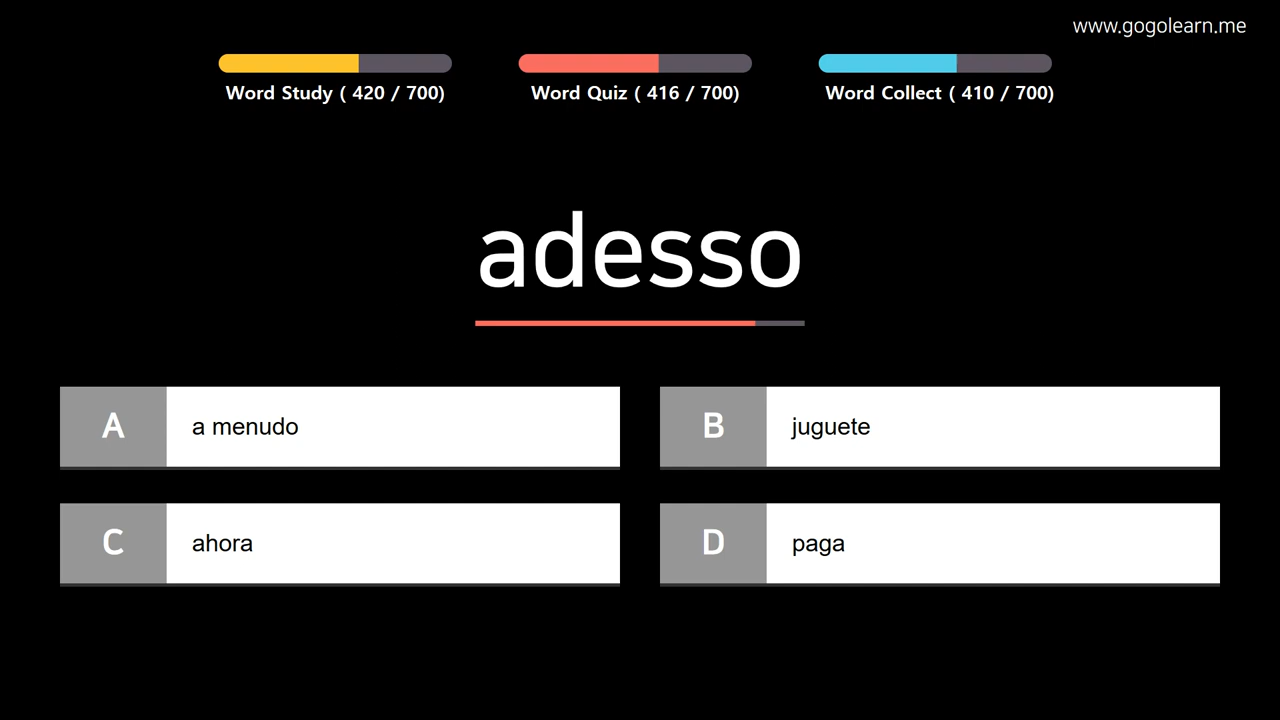 www.gogolearn.me
Word Study ( 420 / 700)
Word Quiz ( 416 / 700)
Word Collect ( 410 / 700)
adesso
A a menudo
B juguete
C ahora
D paga